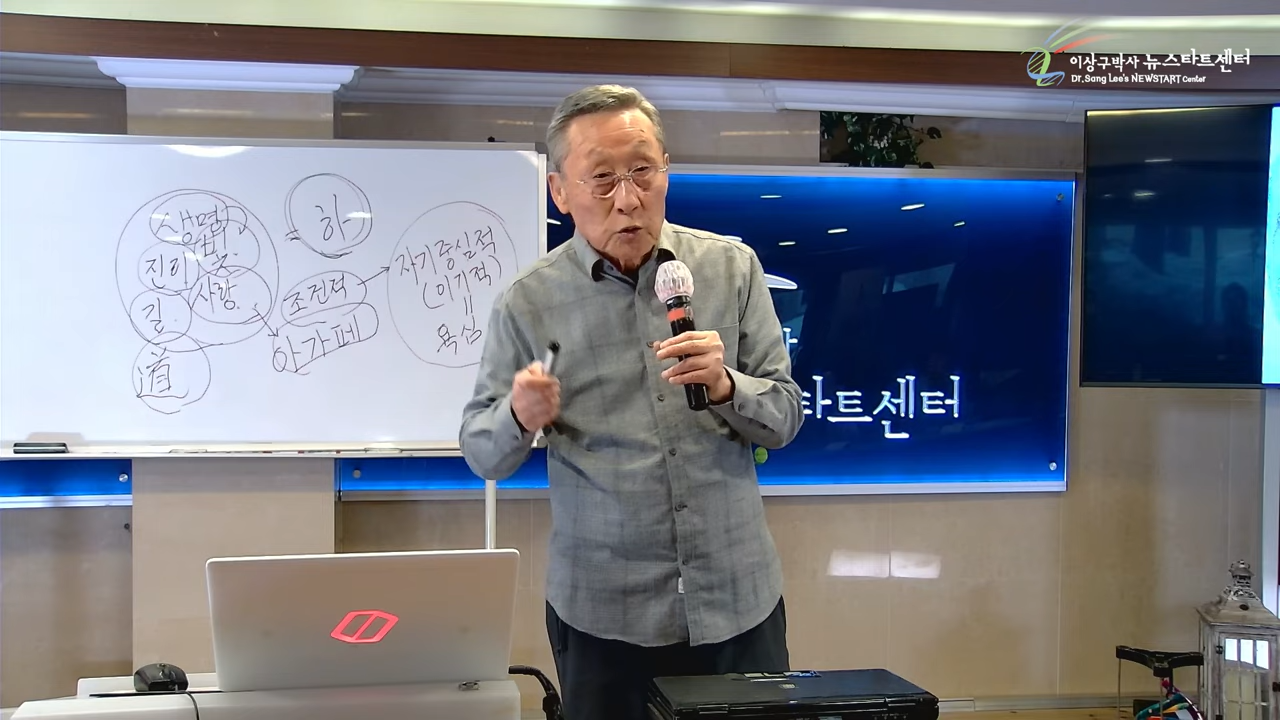 이상구박사 뉴스타트센터
Dr. Sang Lee's NEWSTART Center
생명
법
= 하
진리
사랑
길
道
조건적
아가페
자기중심적
(이기적)
=
욕심
타트센터